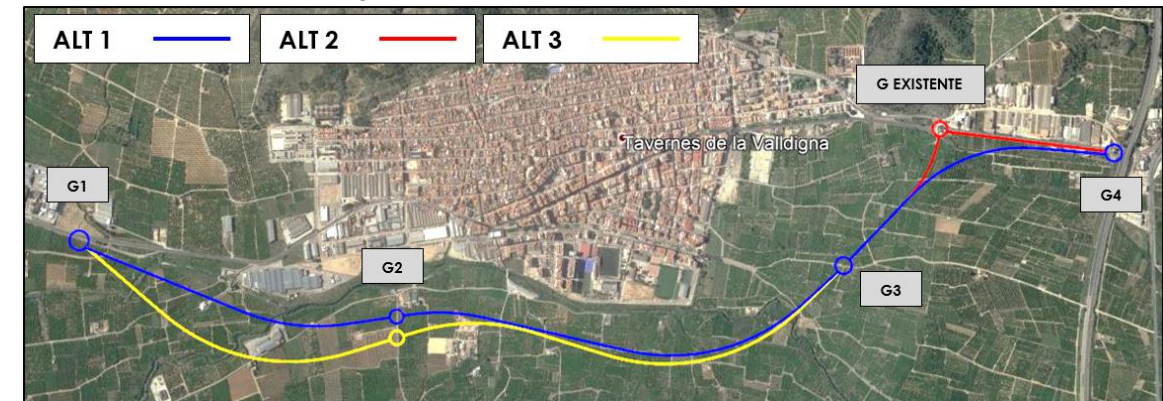 ALT 1
ALT 2
ALT 3
G EXISTENTE
Tavernes de la Valldigna
G1
G4
G2
G3